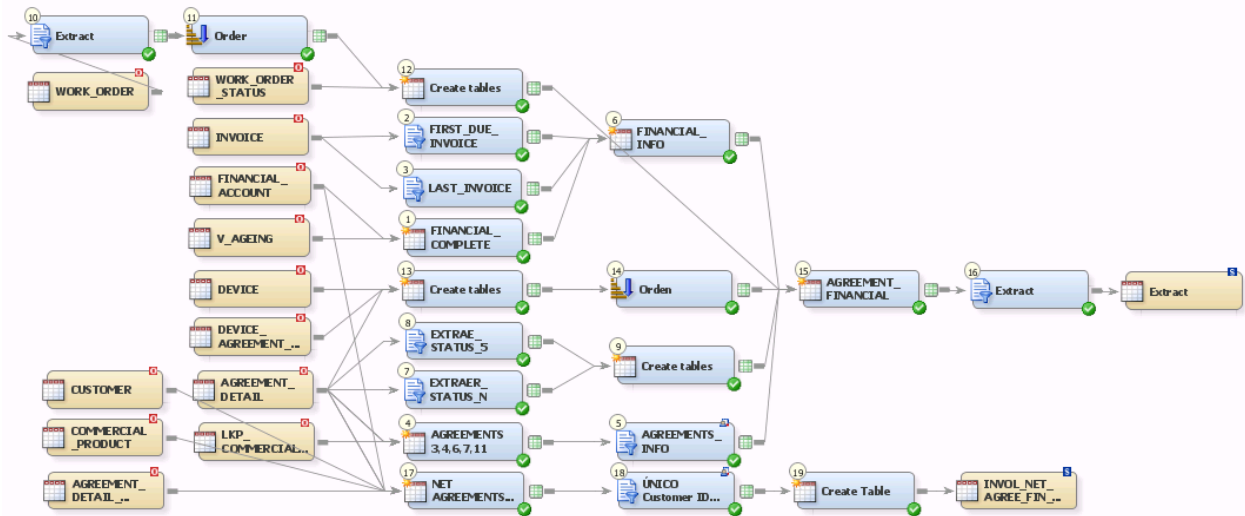 10
Extract
11
Order
WORK_ORDER
WORK_ORDER
_STATUS
12
Create tables
INVOICE
2
FIRST_DUE_
INVOICE
6
FINANCIAL_
INFO
FINANCIAL_
ACCOUNT
3
LAST_INVOICE
V_AGEING
1
FINANCIAL_
COMPLETE
DEVICE
13
Create tables
14
Orden
15
AGREEMENT_
FINANCIAL
16
Extract
Extract
DEVICE_
AGREEMENT_...
8
EXTRAE_
STATUS_5
9
Create tables
CUSTOMER
AGREEMENT_
DETAIL
7
EXTRAER_
STATUS_N
COMMERCIAL
_PRODUCT
LKP_
COMMERCIAL...
4
AGREEMENTS
3,4,6,7,11
5
AGREEMENTS_
INFO
AGREEMENT_
DETAIL_...
17
NET
AGREEMENTS...
18
ÚNICO
Customer ID...
19
Create Table
INVOL_NET_
AGREE_FIN_...